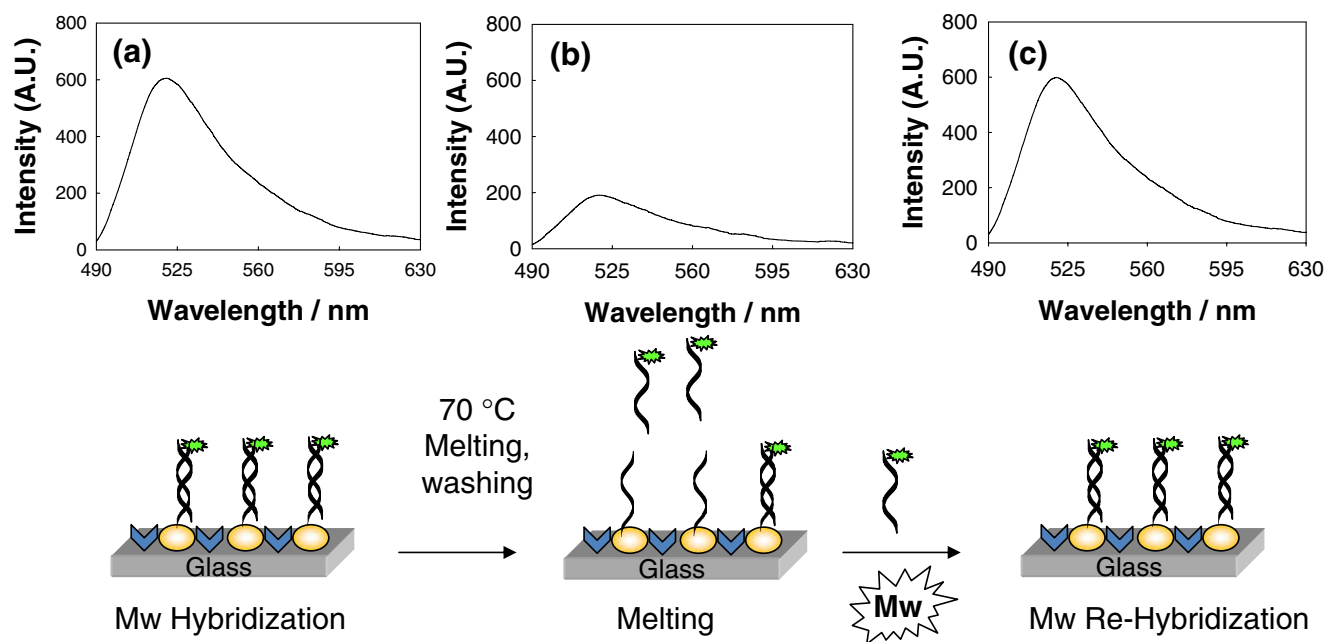 (a)
Intensity (A.U.)
800
600
400
200
0
490 525 560 595 630
Wavelength / nm
(b)
Intensity (A.U.)
800
600
400
200
0
490 525 560 595 630
Wavelength / nm
(c)
Intensity (A.U.)
800
600
400
200
0
490 525 560 595 630
Wavelength / nm
Glass
Mw Hybridization
70 °C
Melting,
washing
Glass
Melting
Mw
Glass
Mw Re-Hybridization